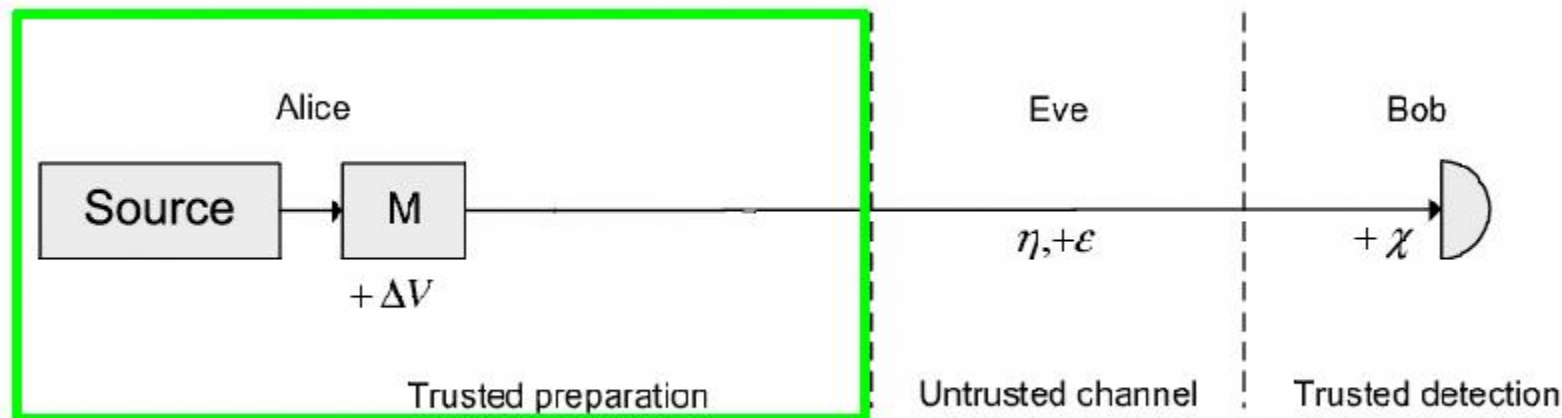 Alice
Eve
Bob
Source
M
η,+ε
+ χ
+ ΔV
Trusted preparation
Untrusted channel
Trusted detection